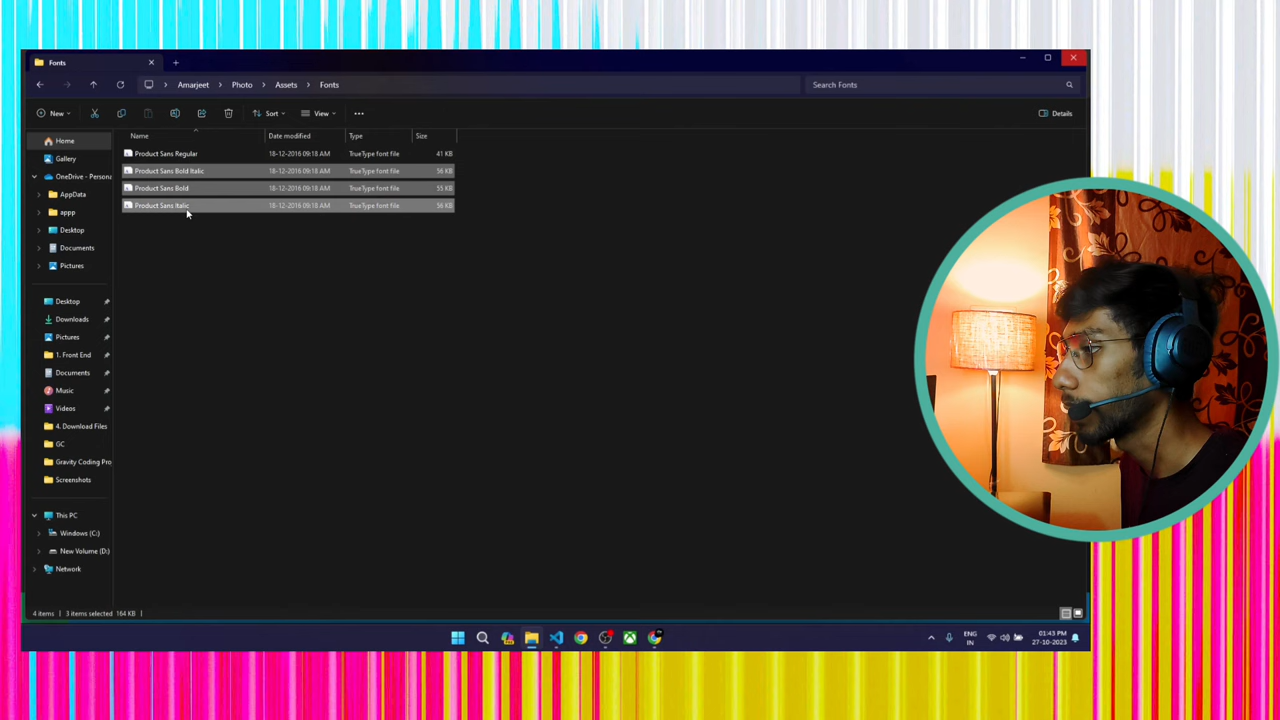 Fonts
Amarjeet > Photo > Assets > Fonts
Search Fonts
New
Sort
View
Details
Name
Date modified
Type
Size
Product Sans Regular 18-12-2016 09:18 AM TrueType font file 41 KB
Product Sans Bold Italic 18-12-2016 09:18 AM TrueType font file 56 KB
Product Sans Bold 18-12-2016 09:18 AM TrueType font file 55 KB
Product Sans Italic 18-12-2016 09:18 AM TrueType font file 56 KB
Home
Gallery
OneDrive - Persona
AppData
appp
Desktop
Documents
Pictures
Desktop
Downloads
Pictures
1. Front End
Documents
Music
Videos
4. Download Files
GC
Gravity Coding Pro
Screenshots
This PC
Windows (C:)
New Volume (D:)
Network
4 items
3 items selected 164 KB
ENG
IN
01:43 PM
27-10-2023